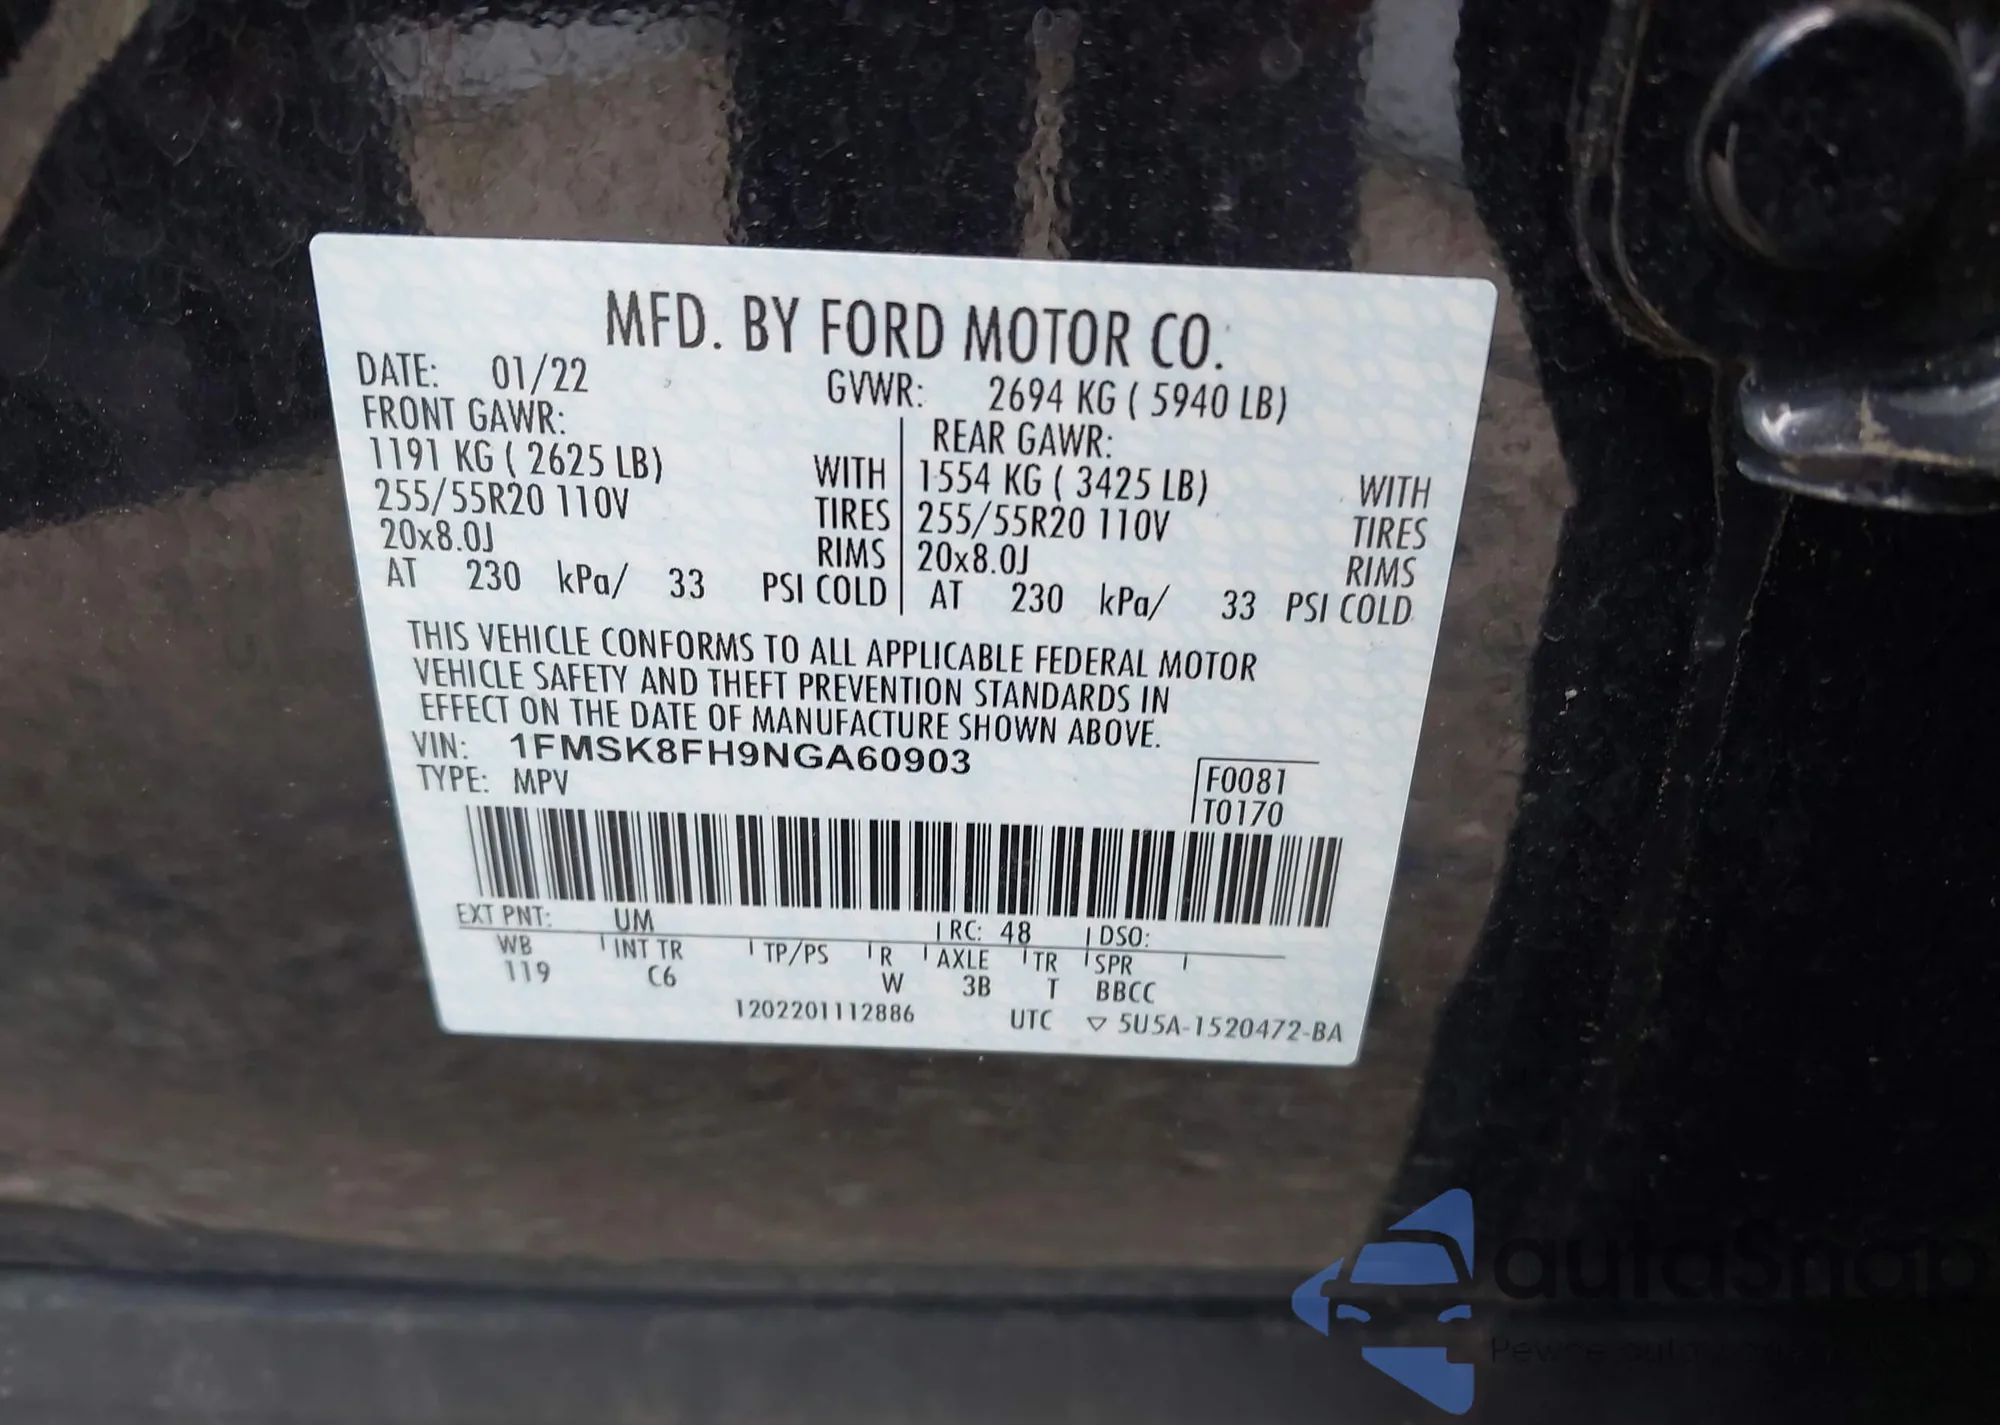 MFD. BY FORD MOTOR CO.
DATE: 01/22 GVWR: 2694 KG ( 5940 LB)
FRONT GAWR: REAR GAWR:
1191 KG ( 2625 LB) WITH 1554 KG ( 3425 LB) WITH
255/55R20 110V TIRES 255/55R20 110V TIRES
20x8.0J RIMS 20x8.0J RIMS
AT 230 kPa/ 33 PSI COLD AT 230 kPa/ 33 PSI COLD
THIS VEHICLE CONFORMS TO ALL APPLICABLE FEDERAL MOTOR
VEHICLE SAFETY AND THEFT PREVENTION STANDARDS IN
EFFECT ON THE DATE OF MANUFACTURE SHOWN ABOVE.
VIN: 1FMSK8FH9NGA60903
TYPE: MPV F0081
T0170
EXT PNT: UM RC: 48 DSO:
WB INT TR TP/PS R AXLE TR SPR
119 C6 W 3B T BBCC
1202201112886 UTC ▽ 5U5A-1520472-BA
autaSnap